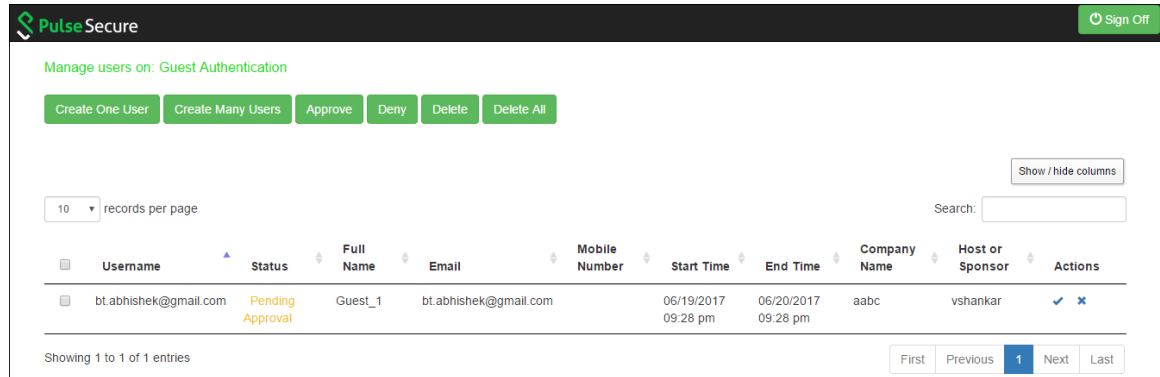 Pulse Secure
Sign Off
Manage users on: Guest Authentication
Create One User Create Many Users Approve Deny Delete Delete All
Show / hide columns
10 records per page
Search:
Username Status Full Name Email Mobile Number Start Time End Time Company Name Host or Sponsor Actions
bt.abhishek@gmail.com Pending Approval Guest_1 bt.abhishek@gmail.com 06/19/2017 09:28 pm 06/20/2017 09:28 pm aabc vshankar
Showing 1 to 1 of 1 entries
First Previous 1 Next Last